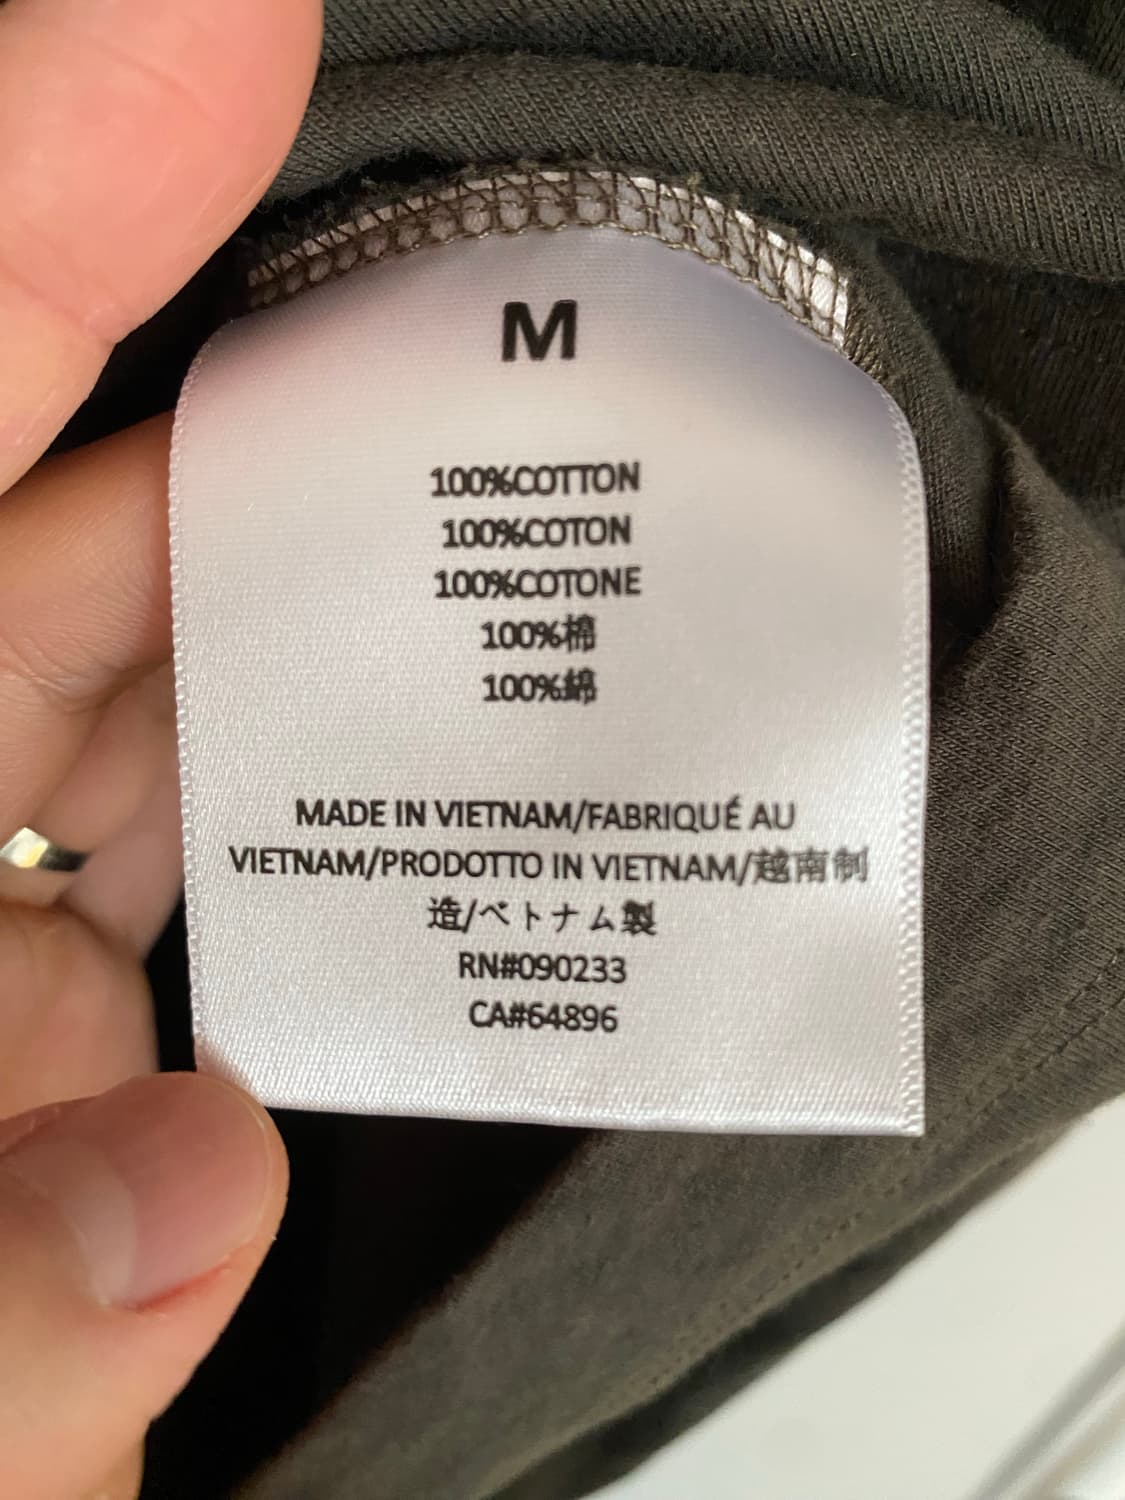 M
100%COTTON
100%COTON
100%COTONE
100%棉
100%綿
MADE IN VIETNAM/FABRIQUÉ AU
VIETNAM/PRODOTTO IN VIETNAM/越南制
造/ベトナム製
RN#090233
CA#64896